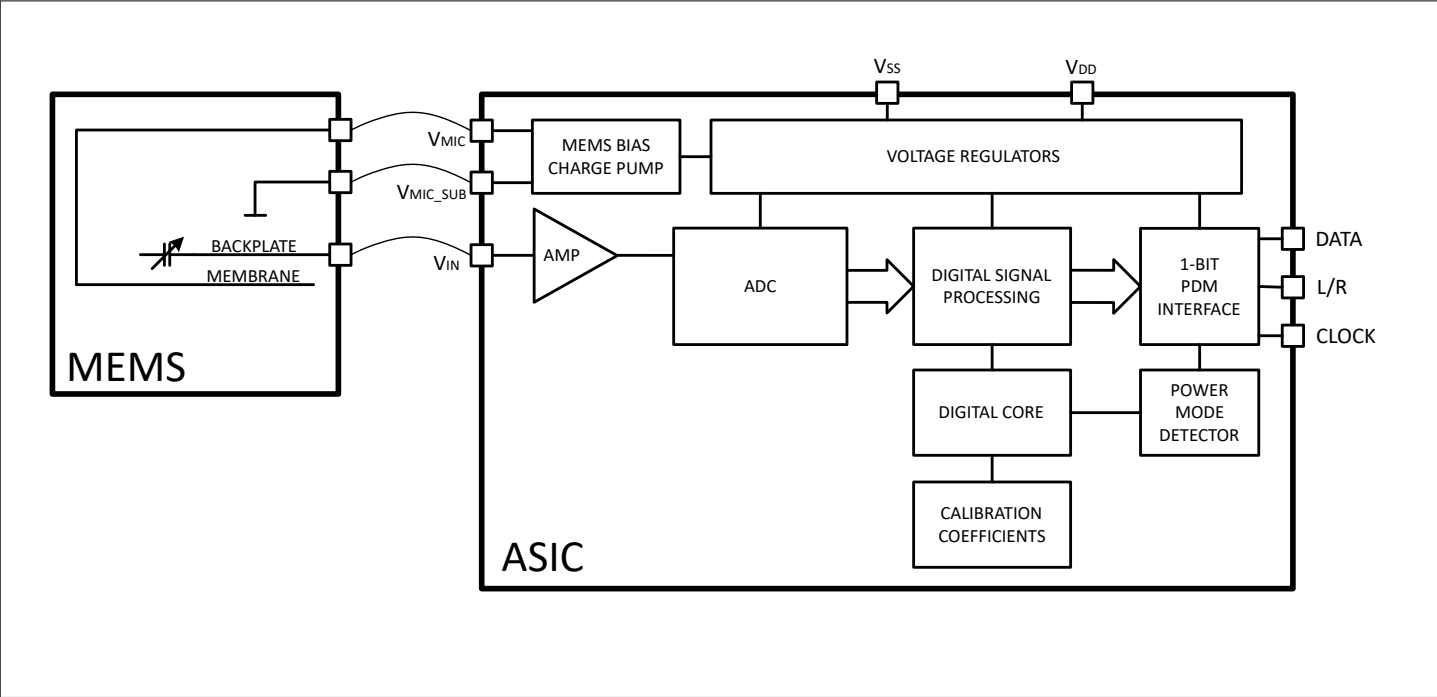 VSS
VDD
VMIC
MEMS BIAS
CHARGE PUMP
VOLTAGE REGULATORS
VMIC_SUB
BACKPLATE
MEMBRANE
VIN
AMP
ADC
DIGITAL SIGNAL
PROCESSING
1-BIT
PDM
INTERFACE
DATA
L/R
CLOCK
MEMS
DIGITAL CORE
POWER
MODE
DETECTOR
CALIBRATION
COEFFICIENTS
ASIC